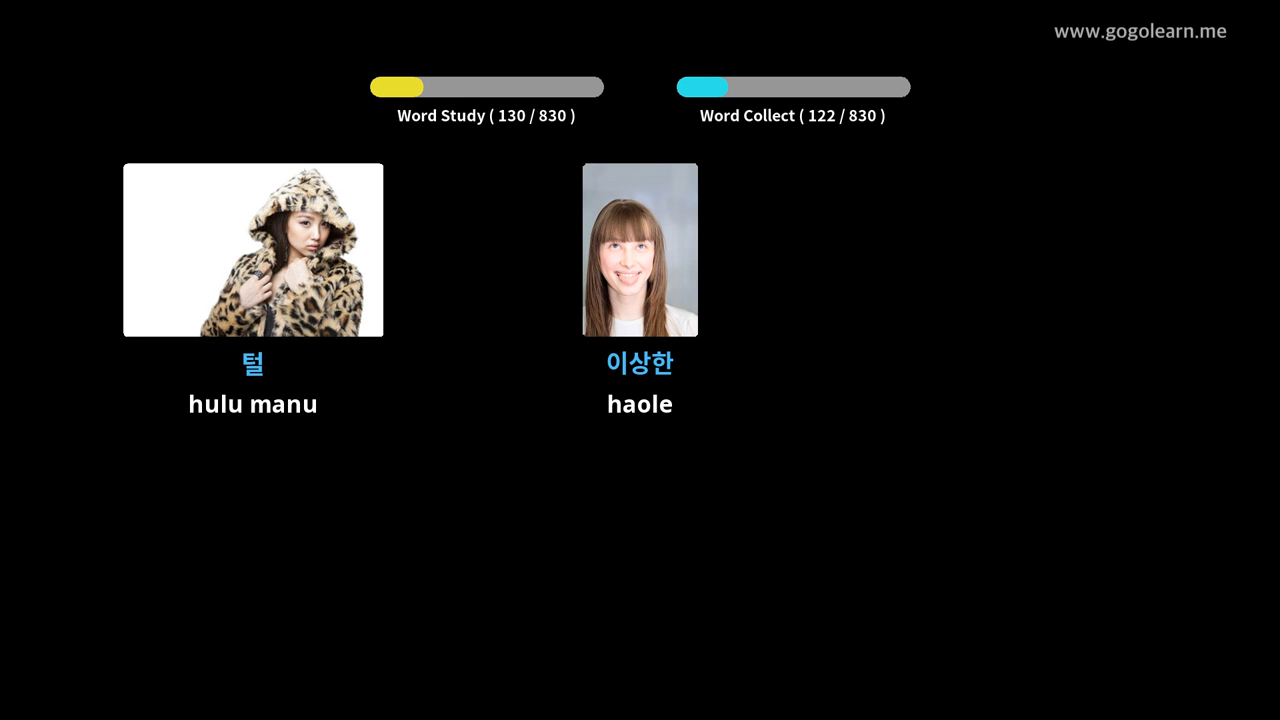 www.gogolearn.me
Word Study ( 130 / 830 )
Word Collect ( 122 / 830 )
털
hulu manu
이상한
haole